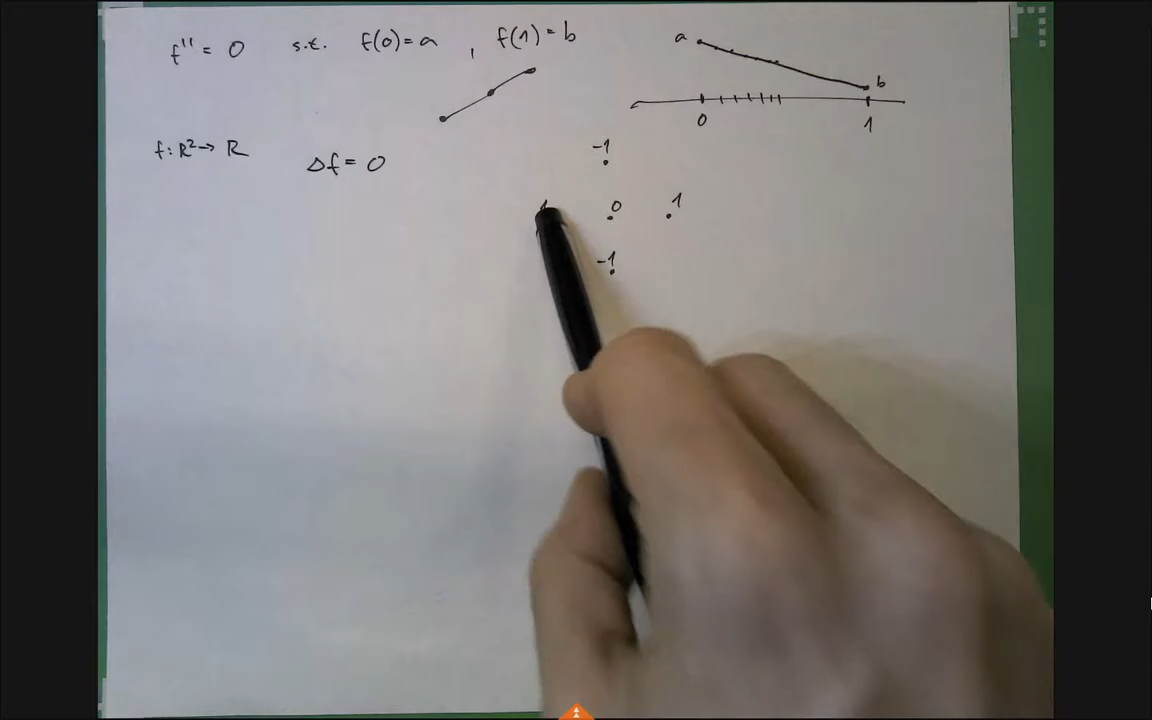 f'' = 0 s.t. f(0) = a , f(1) = b
a
b
0 1
f: R² → R Δf = 0
-1
0 1
-1